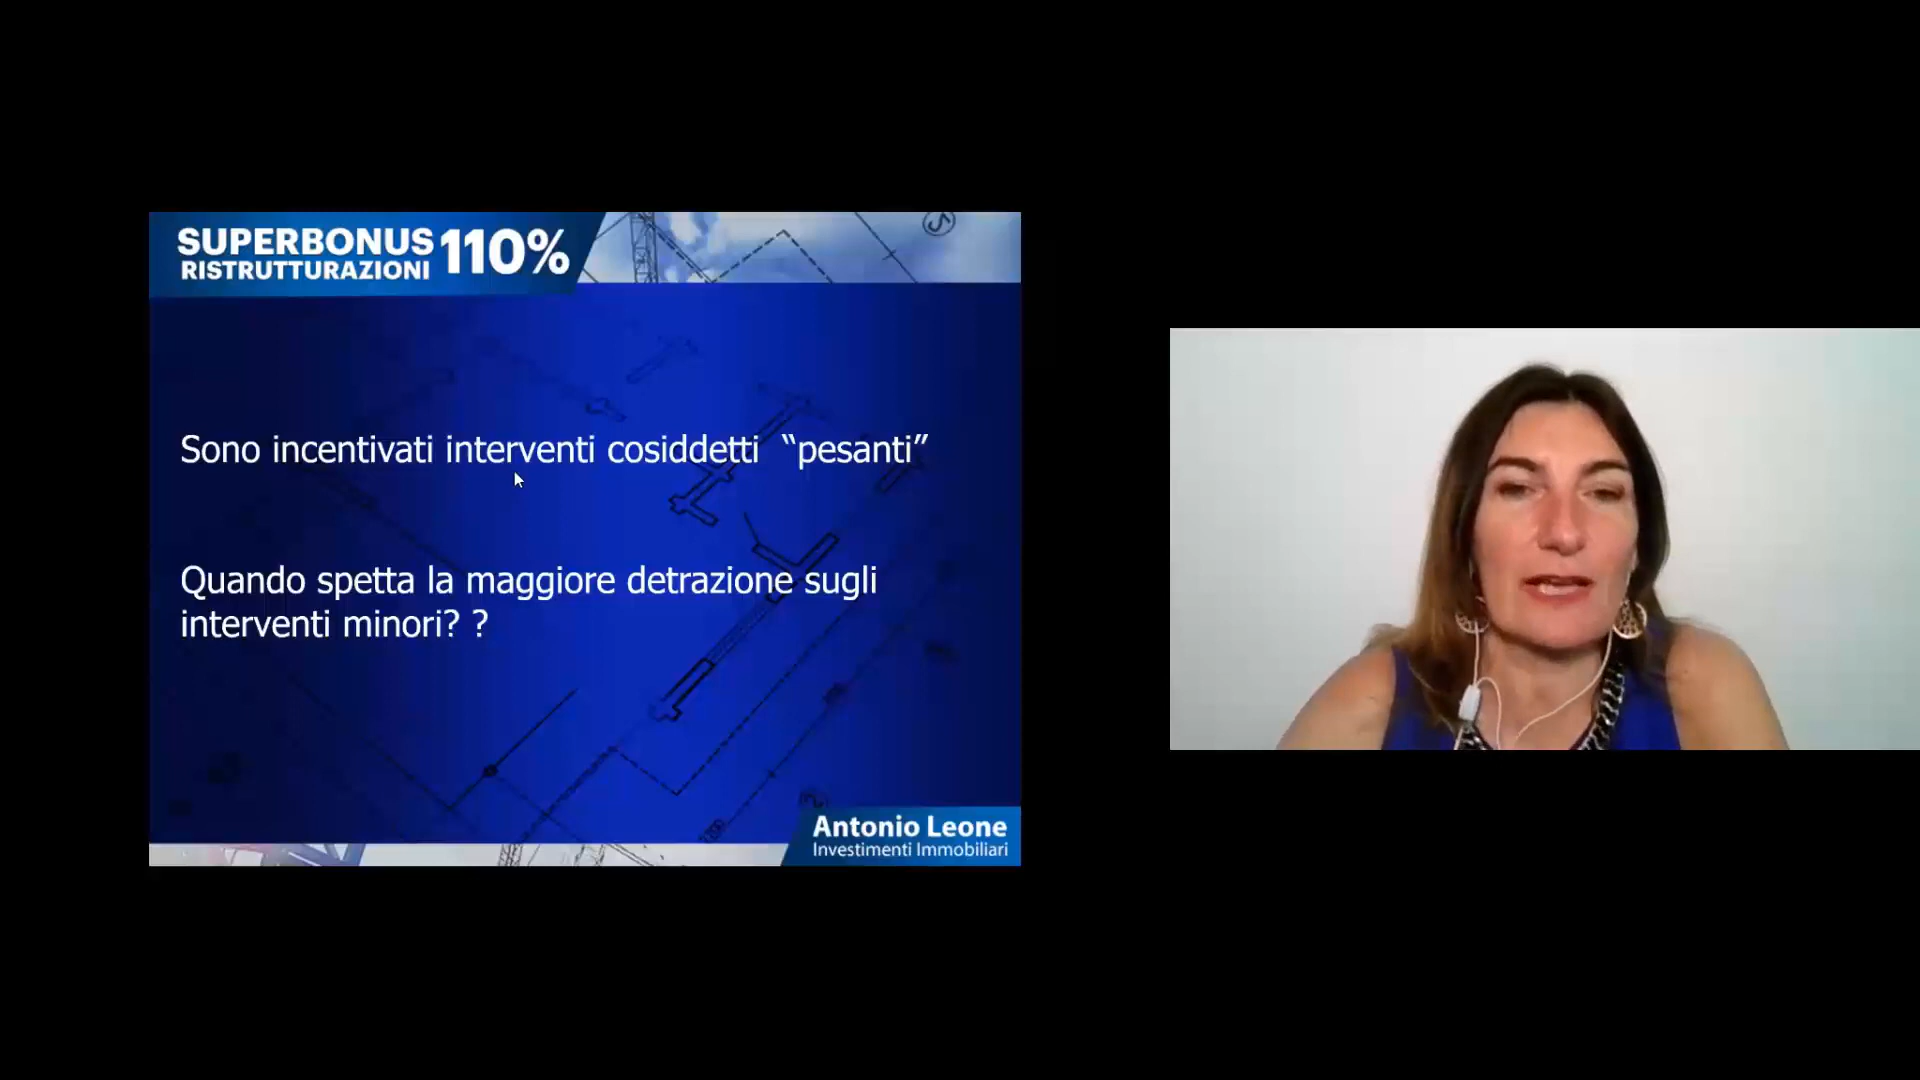 SUPERBONUS 110%
RISTRUTTURAZIONI
Sono incentivati interventi cosiddetti “pesanti”
Quando spetta la maggiore detrazione sugli
interventi minori? ?
Antonio Leone
Investimenti Immobiliari